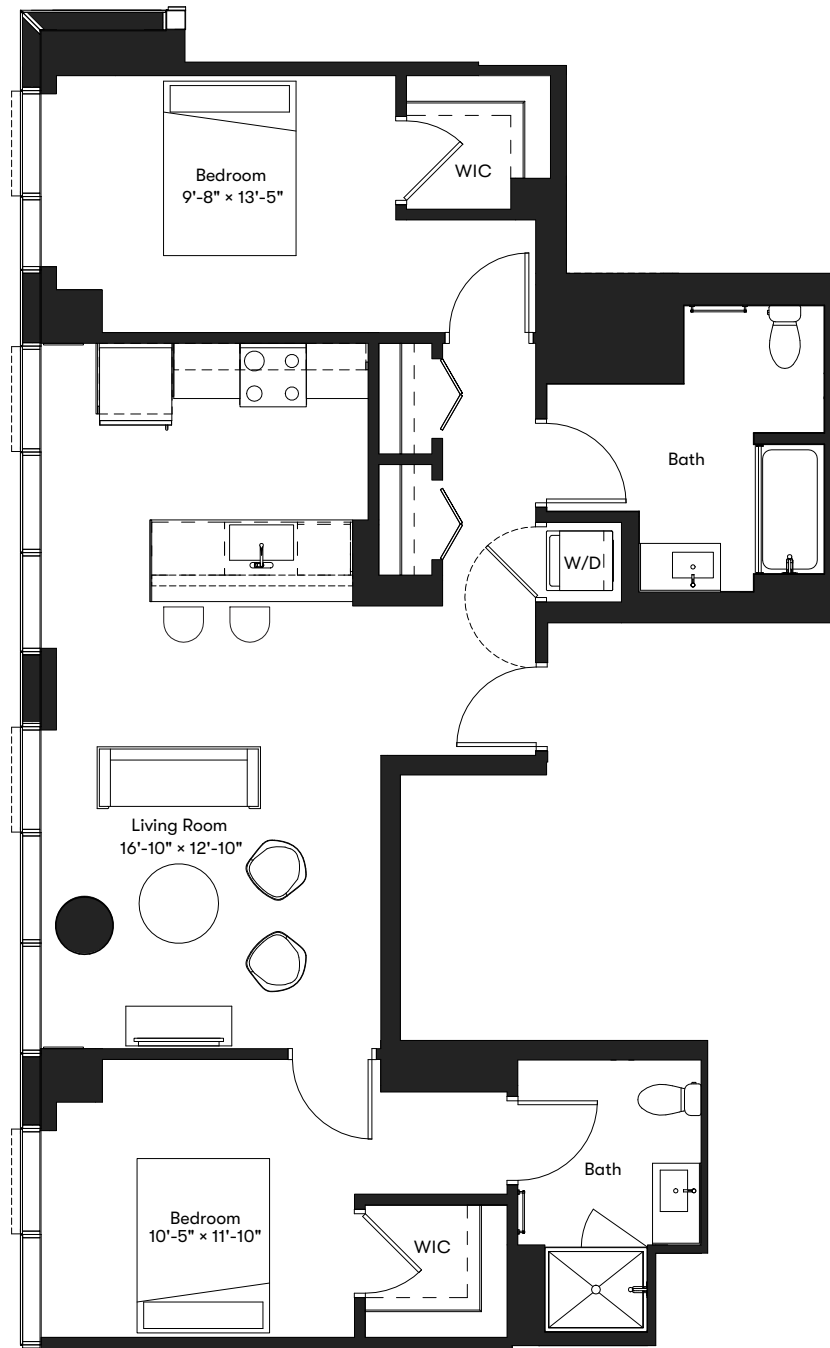 Bedroom
9'-8" × 13'-5"
WIC
Bath
W/D
Living Room
16'-10" × 12'-10"
Bath
Bedroom
10'-5" × 11'-10"
WIC